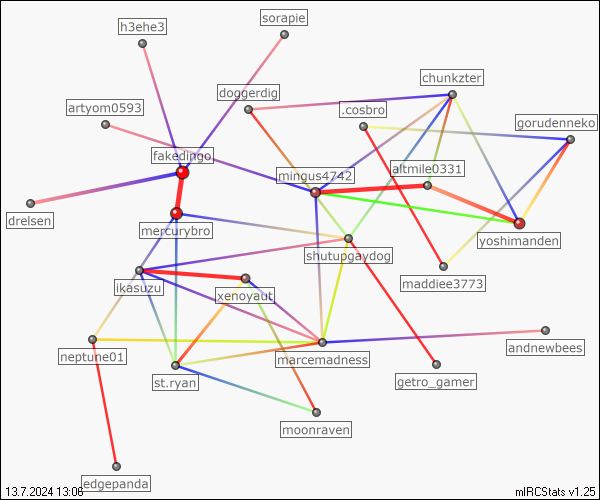 sorapie
h3ehe3
chunkzter
doggerdig
artyom0593
.cosbro
gorudenneko
fakedingo
mingus4742
altmile0331
drelsen
mercurybro
yoshimanden
shutupgaydog
ikasuzu
xenoyaut
maddiee3773
neptune01
marcemadness
andnewbees
st.ryan
getro_gamer
moonraven
edgepanda
13.7.2024 13:06
mIRCStats v1.25